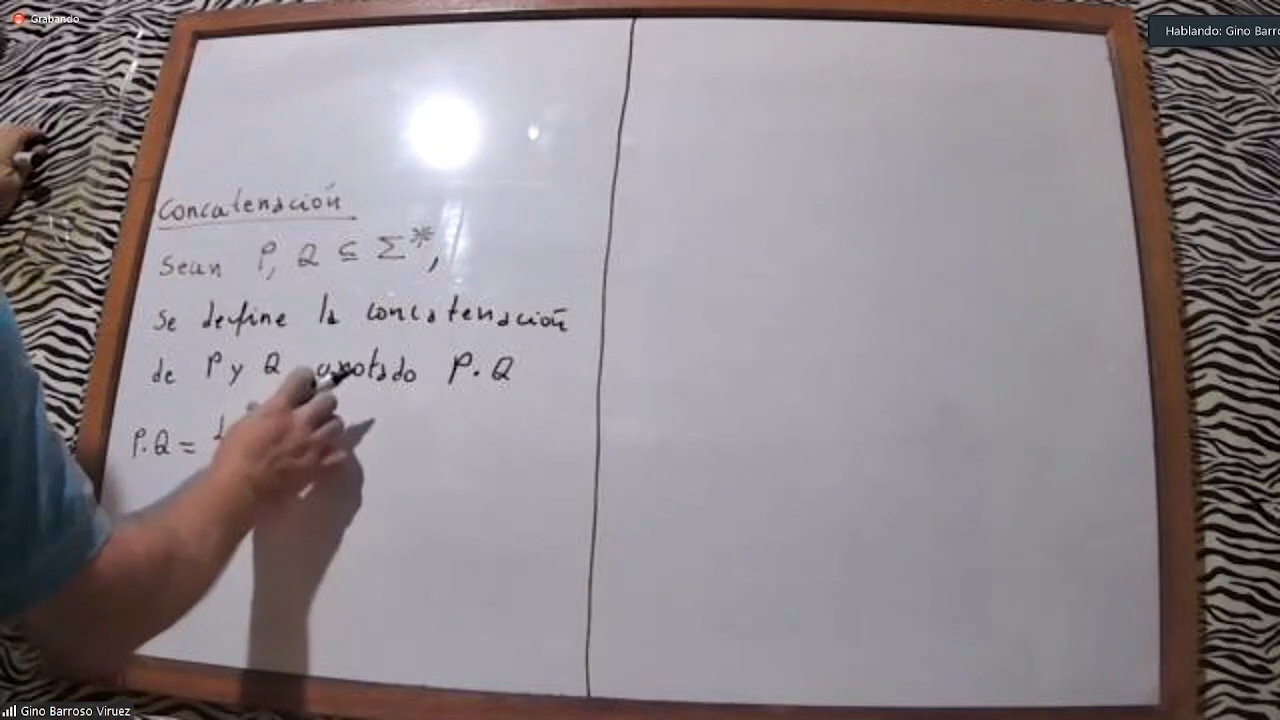 Grabando
Hablando: Gino Barro
Concatenación
Sean P, Q ⊆ Σ*,
se define la concatenación
de P y Q anotado P.Q
P.Q =
Gino Barroso Viruez